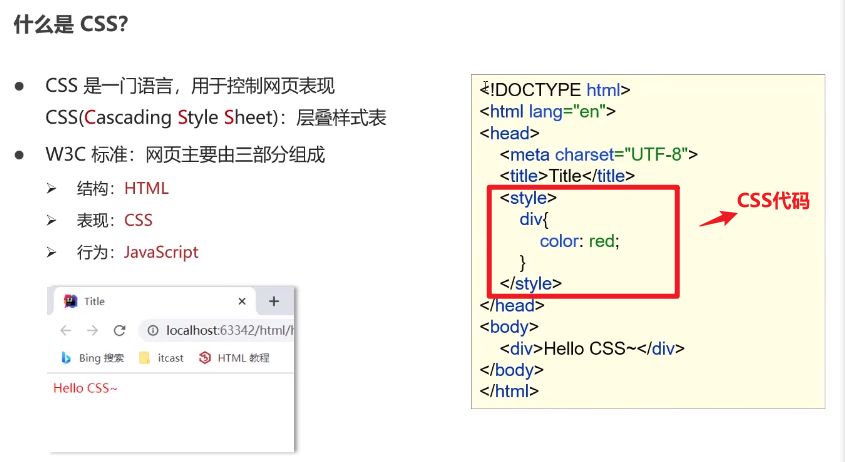 什么是 CSS?
● CSS 是一门语言，用于控制网页表现
CSS(Cascading Style Sheet)：层叠样式表
● W3C 标准：网页主要由三部分组成
➢ 结构：HTML
➢ 表现：CSS
➢ 行为：JavaScript
Title
localhost:63342/html/h
Bing 搜索 itcast HTML 教程
Hello CSS~
<!DOCTYPE html>
<html lang="en">
<head>
<meta charset="UTF-8">
<title>Title</title>
<style>
div{
color: red;
}
</style>
</head>
<body>
<div>Hello CSS~</div>
</body>
</html>
CSS代码